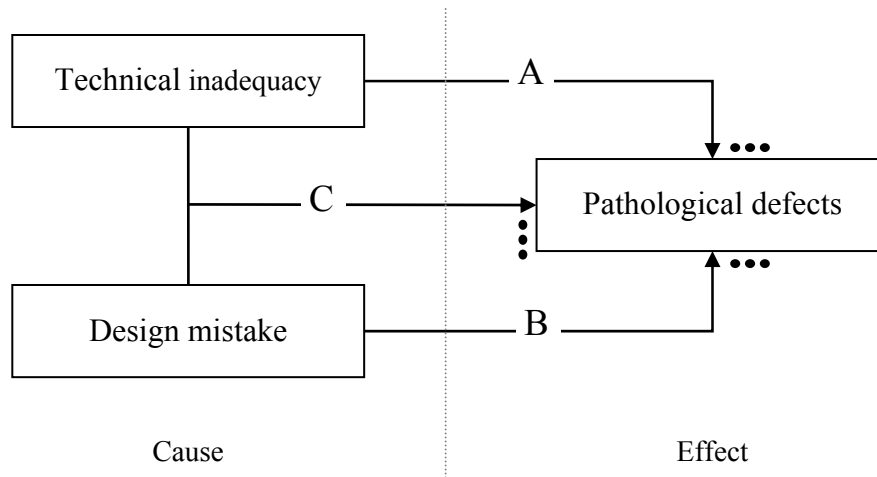 Technical inadequacy
A
C
Pathological defects
Design mistake
B
Cause
Effect